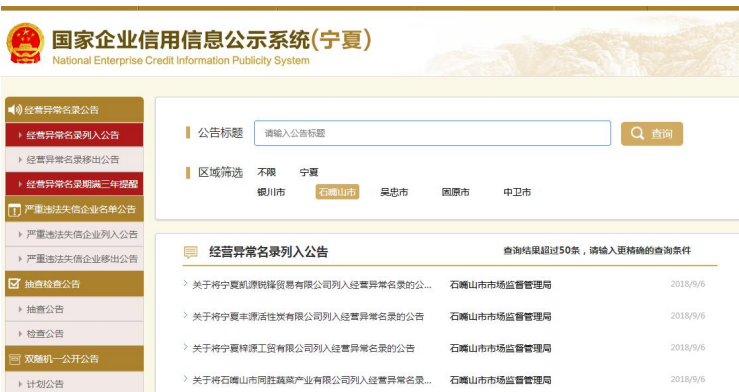 国家企业信用信息公示系统(宁夏)
National Enterprise Credit Information Publicity System
经营异常名录公告
经营异常名录列入公告
经营异常名录移出公告
经营异常名录期满三年提醒
严重违法失信企业名单公告
严重违法失信企业列入公告
严重违法失信企业移出公告
抽查检查公告
抽查公告
检查公告
双随机一公开公告
计划公告
公告标题 请输入公告标题 查询
区域筛选 不限 宁夏
银川市 石嘴山市 吴忠市 固原市 中卫市
经营异常名录列入公告 查询结果超过50条，请输入更精确的查询条件
关于将宁夏凯源锐锋贸易有限公司列入经营异常名录的公... 石嘴山市市场监督管理局 2018/9/6
关于将宁夏丰源活性炭有限公司列入经营异常名录的公告 石嘴山市市场监督管理局 2018/9/6
关于将宁夏梓源工贸有限公司列入经营异常名录的公告 石嘴山市市场监督管理局 2018/9/6
关于将石嘴山市同胜蔬菜产业有限公司列入经营异常名录... 石嘴山市市场监督管理局 2018/9/6